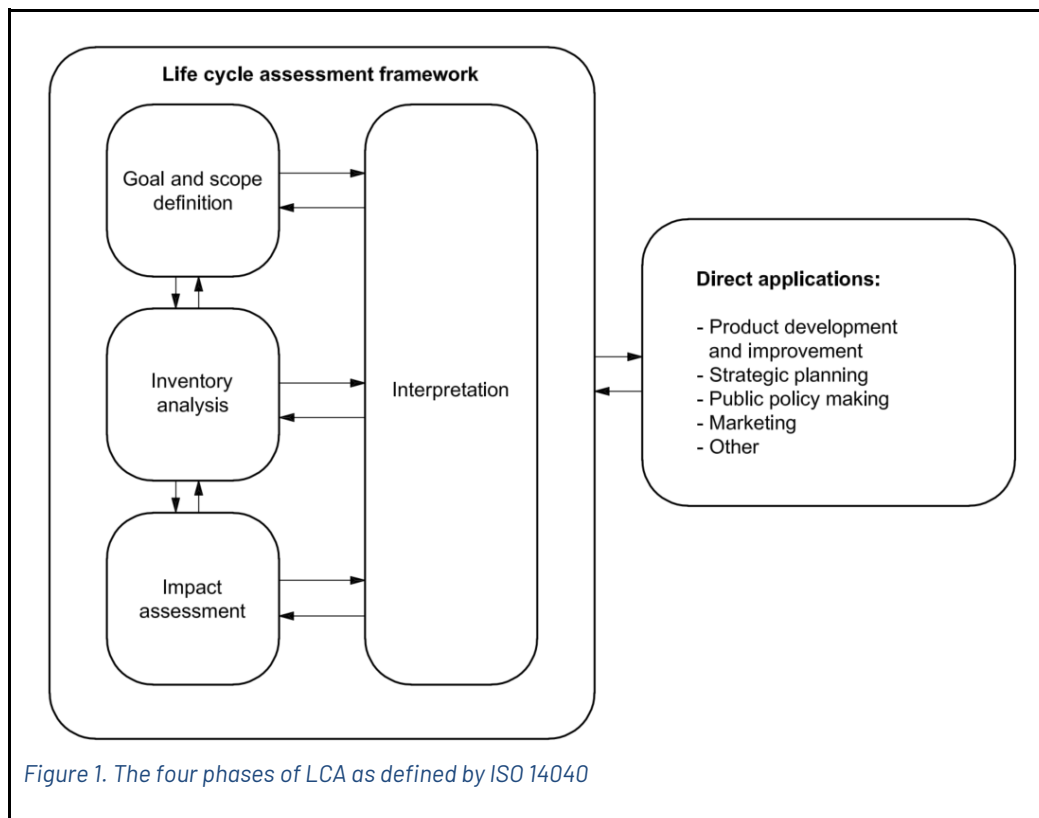 Life cycle assessment framework
Goal and scope
definition
Inventory
analysis
Impact
assessment
Interpretation
Direct applications:
- Product development
and improvement
- Strategic planning
- Public policy making
- Marketing
- Other
Figure 1. The four phases of LCA as defined by ISO 14040